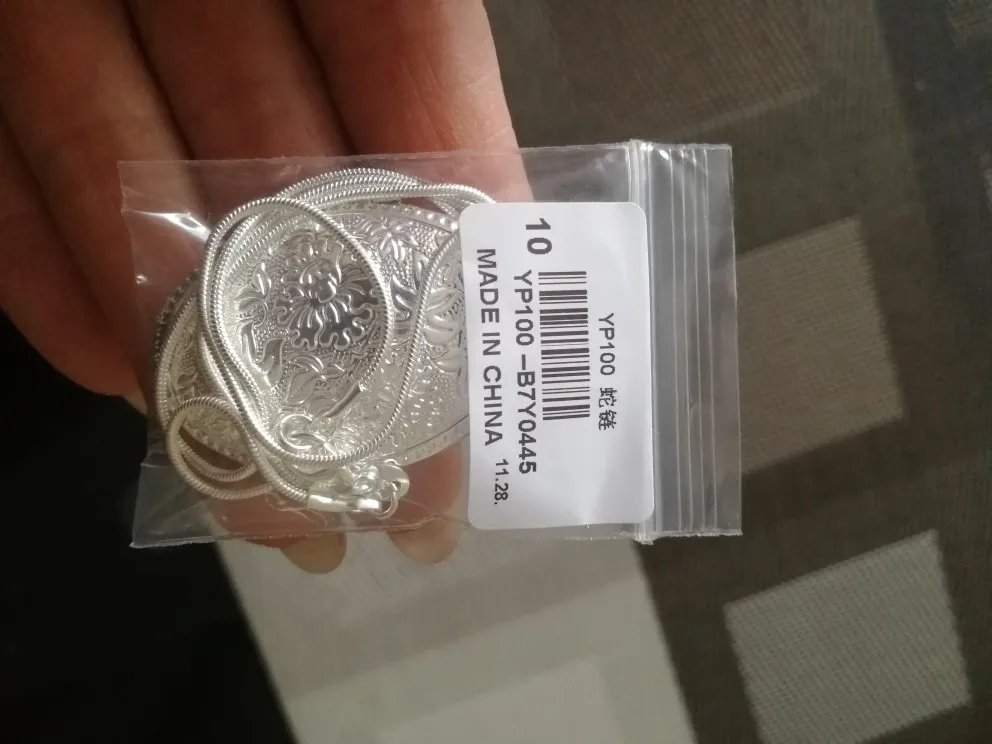 YP100 蛇链
YP100 –B7Y0445
10 MADE IN CHINA 11.28.